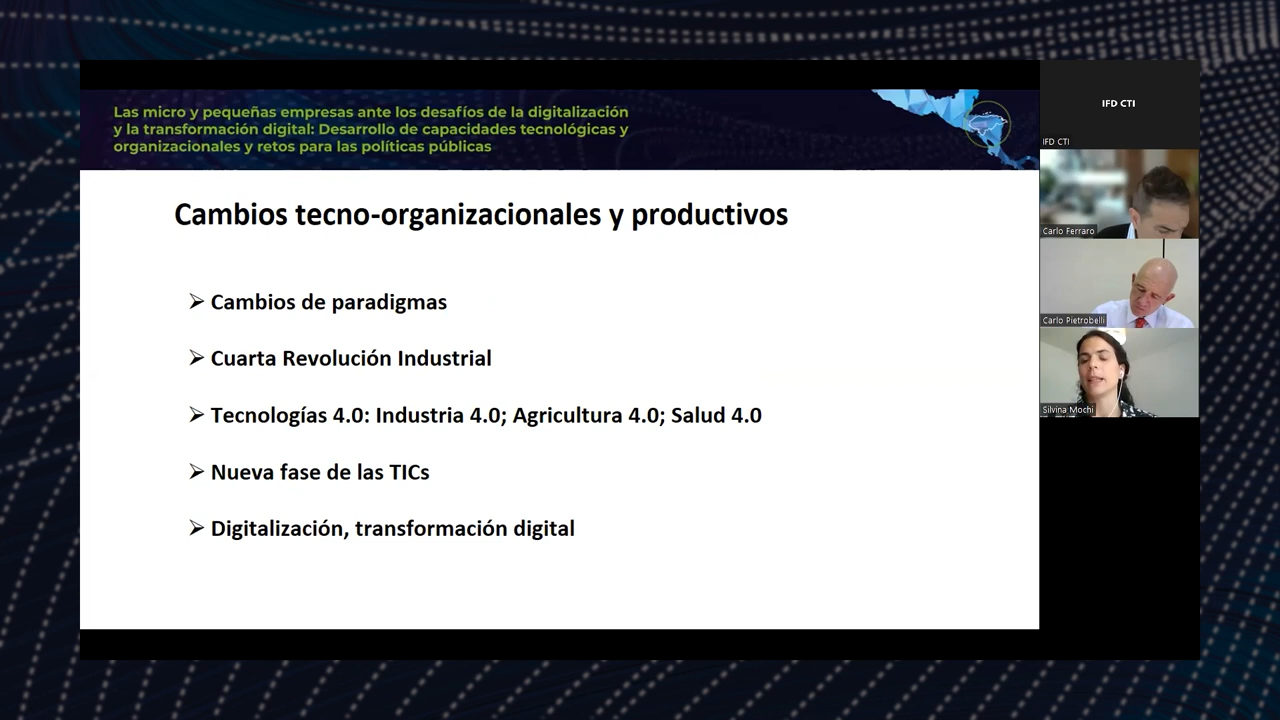 Las micro y pequeñas empresas ante los desafíos de la digitalización
y la transformación digital: Desarrollo de capacidades tecnológicas y
organizacionales y retos para las políticas públicas
Cambios tecno-organizacionales y productivos
➢ Cambios de paradigmas
➢ Cuarta Revolución Industrial
➢ Tecnologías 4.0: Industria 4.0; Agricultura 4.0; Salud 4.0
➢ Nueva fase de las TICs
➢ Digitalización, transformación digital
IFD CTI
IFD CTI
Carlo Ferraro
Carlo Pietrobelli
Silvina Mochi